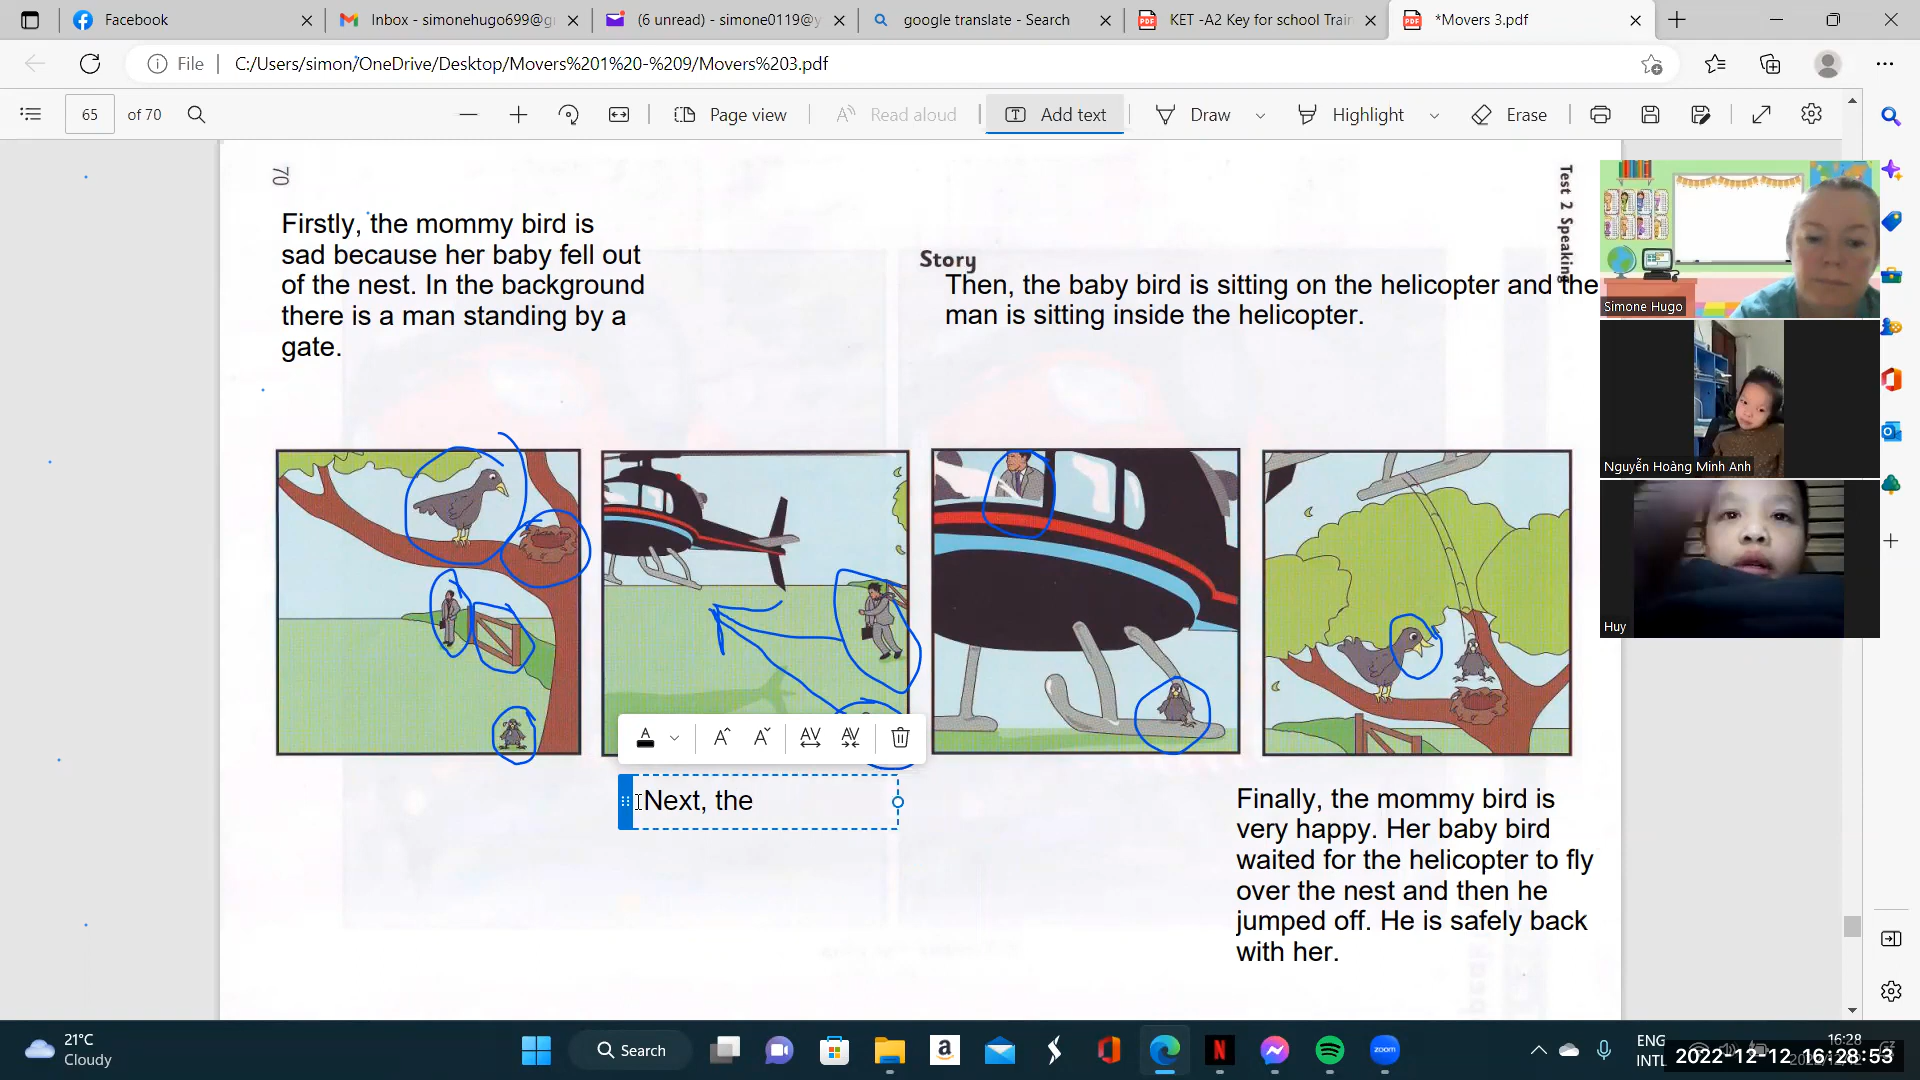 Facebook
Inbox - simonehugo699@g
(6 unread) - simone0119@y
google translate - Search
KET -A2 Key for school Train
*Movers 3.pdf
File
C:/Users/simon/OneDrive/Desktop/Movers%201%20-%209/Movers%203.pdf
65
of 70
Page view
Read aloud
Add text
Draw
Highlight
Erase
70
Test 2 Speaking
Firstly, the mommy bird is
sad because her baby fell out
of the nest. In the background
there is a man standing by a
gate.
Story
Then, the baby bird is sitting on the helicopter and the
man is sitting inside the helicopter.
Simone Hugo
Nguyễn Hoàng Minh Anh
Huy
Next, the
Finally, the mommy bird is
very happy. Her baby bird
waited for the helicopter to fly
over the nest and then he
jumped off. He is safely back
with her.
21°C
Cloudy
Search
zoom
ENG
INTL
16:28
2022-12-12 16:28:53